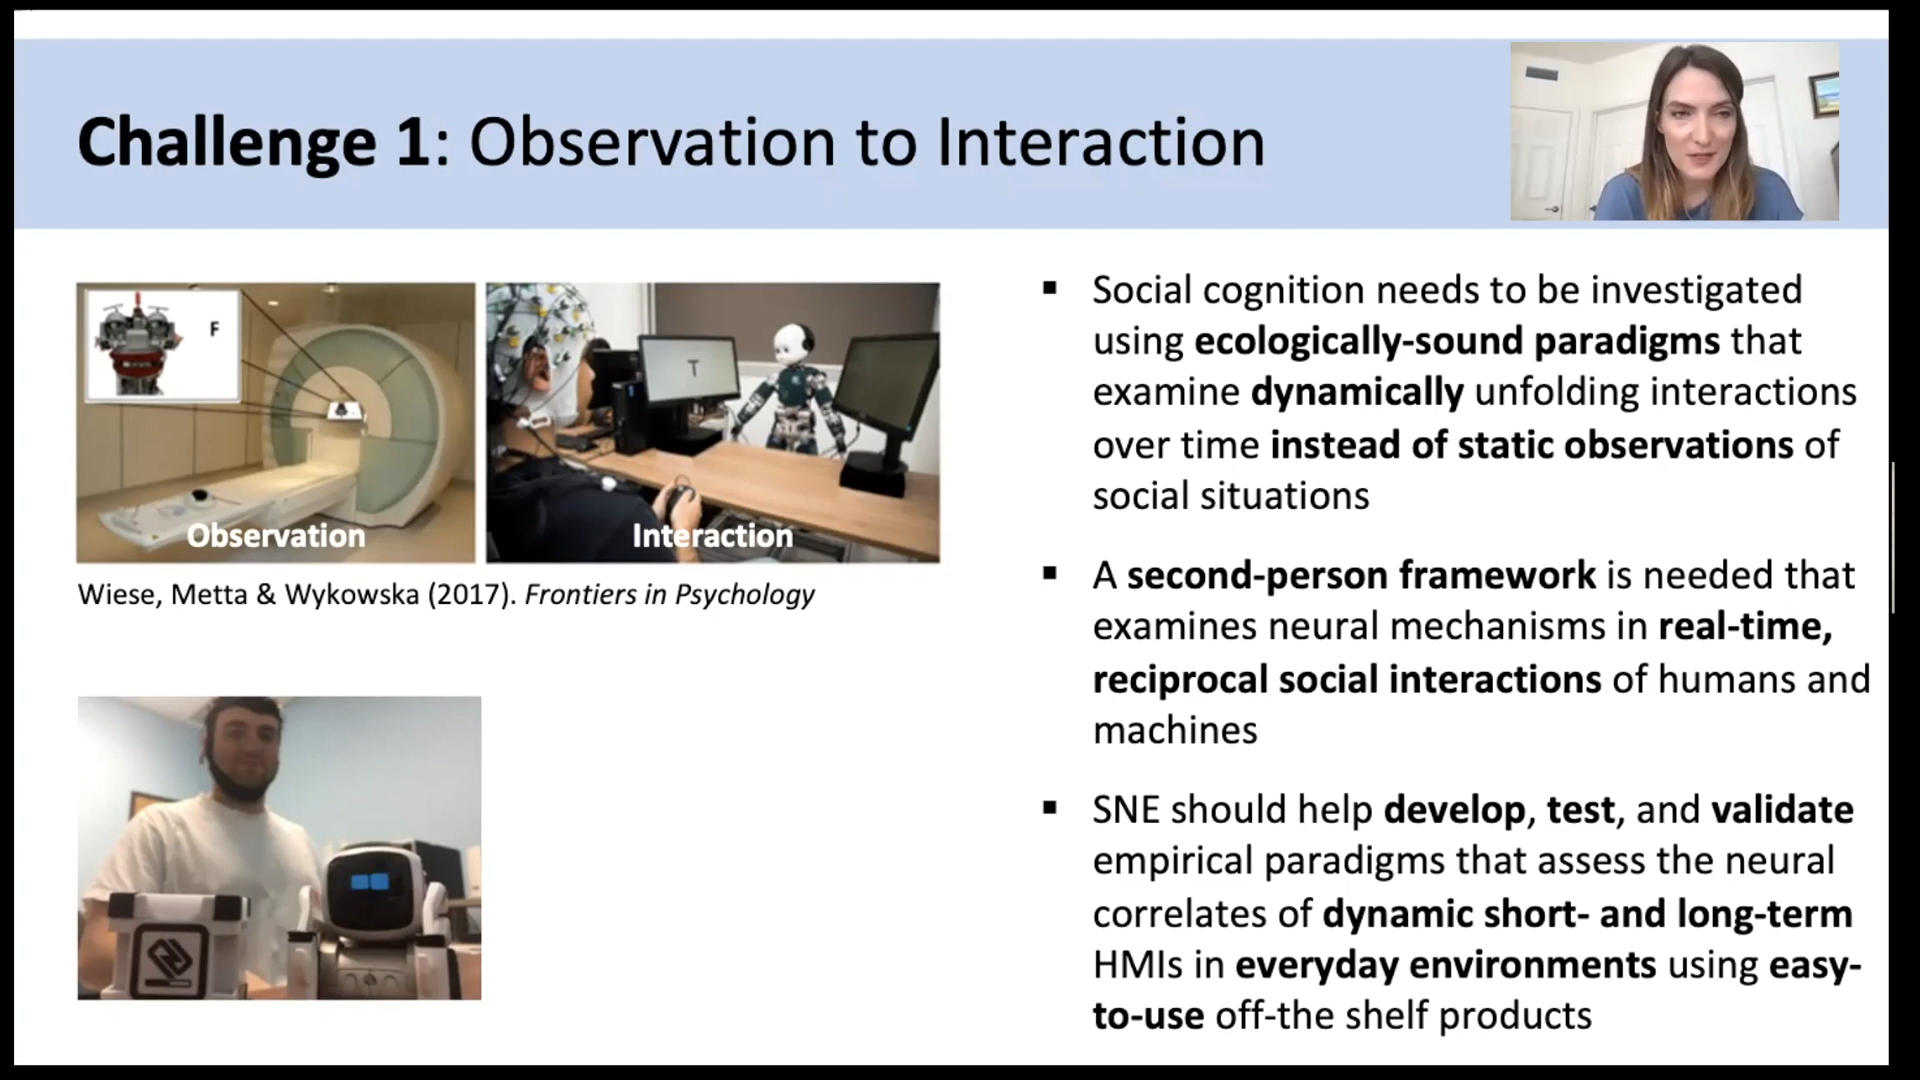 Challenge 1: Observation to Interaction
F
T
Observation
Interaction
Wiese, Metta & Wykowska (2017). Frontiers in Psychology
▪ Social cognition needs to be investigated
using ecologically-sound paradigms that
examine dynamically unfolding interactions
over time instead of static observations of
social situations
▪ A second-person framework is needed that
examines neural mechanisms in real-time,
reciprocal social interactions of humans and
machines
▪ SNE should help develop, test, and validate
empirical paradigms that assess the neural
correlates of dynamic short- and long-term
HMIs in everyday environments using easy-
to-use off-the shelf products